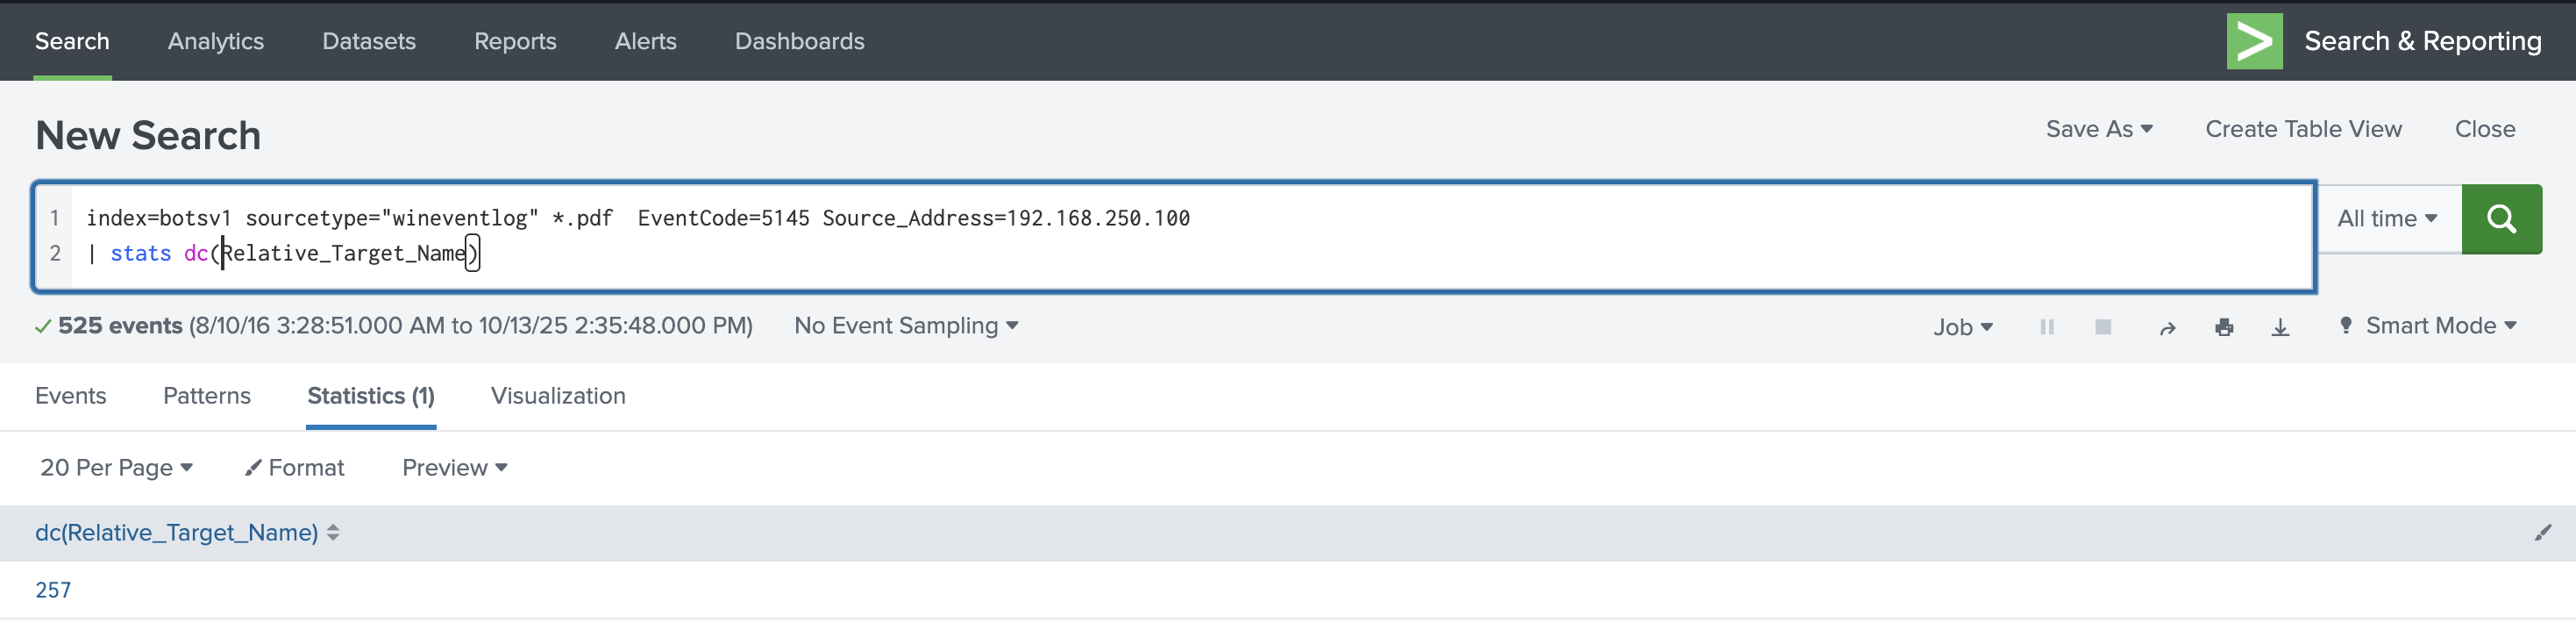 Search Analytics Datasets Reports Alerts Dashboards Search & Reporting
New Search
Save As Create Table View Close
1 index=botsv1 sourcetype="wineventlog" *.pdf  EventCode=5145 Source_Address=192.168.250.100
All time
2 | stats dc(Relative_Target_Name)
525 events (8/10/16 3:28:51.000 AM to 10/13/25 2:35:48.000 PM) No Event Sampling Job Smart Mode
Events Patterns Statistics (1) Visualization
20 Per Page Format Preview
dc(Relative_Target_Name)
257